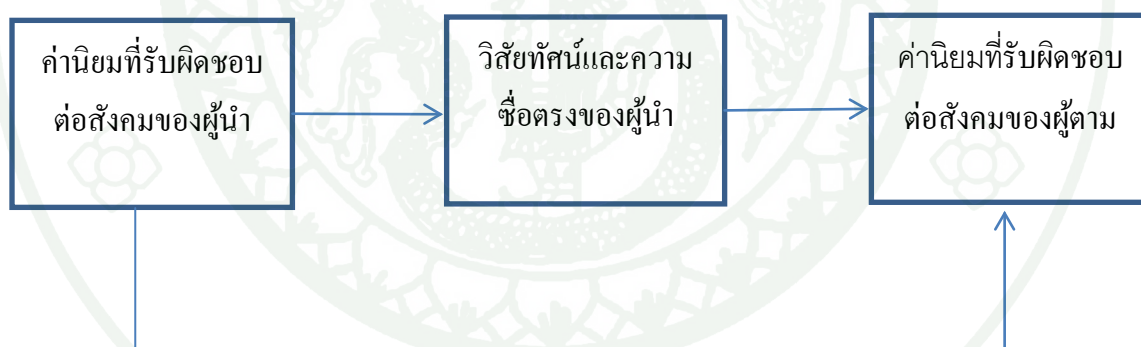 ค่านิยมที่รับผิดชอบ
ต่อสังคมของผู้นำ
วิสัยทัศน์และความ
ซื่อตรงของผู้นำ
ค่านิยมที่รับผิดชอบ
ต่อสังคมของผู้ตาม